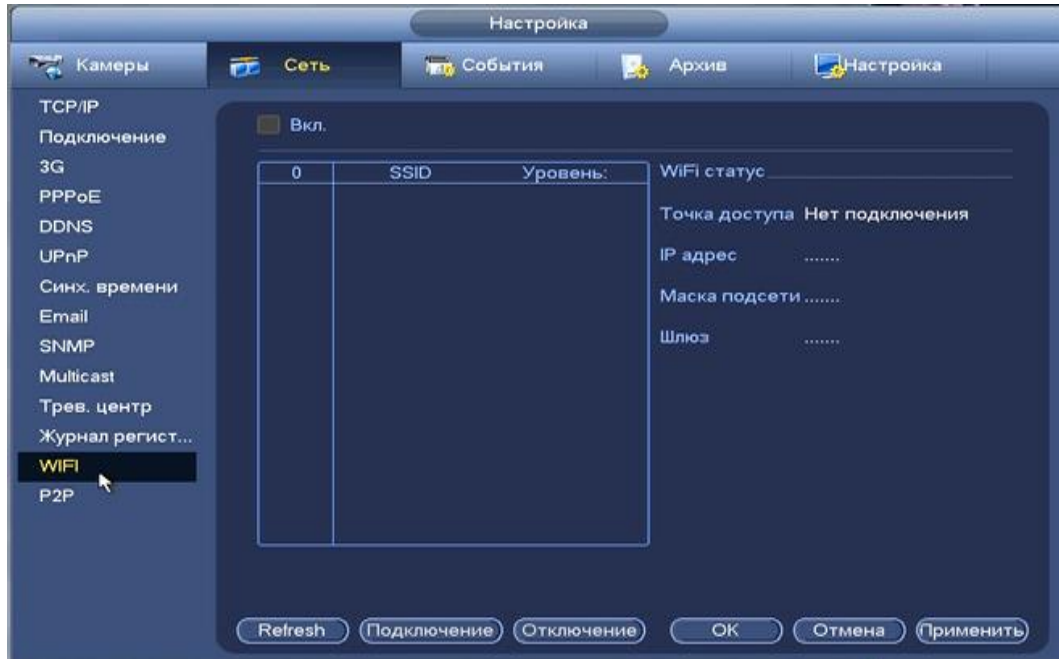 Настройка
Камеры
Сеть
События
Архив
Настройка
TCP/IP
Подключение
3G
PPPoE
DDNS
UPnP
Синх. времени
Email
SNMP
Multicast
Трев. центр
Журнал регист...
WIFI
P2P
Вкл.
0 SSID Уровень:
WiFi статус
Точка доступа Нет подключения
IP адрес .......
Маска подсети .......
Шлюз .......
Refresh Подключение Отключение OK Отмена Применить